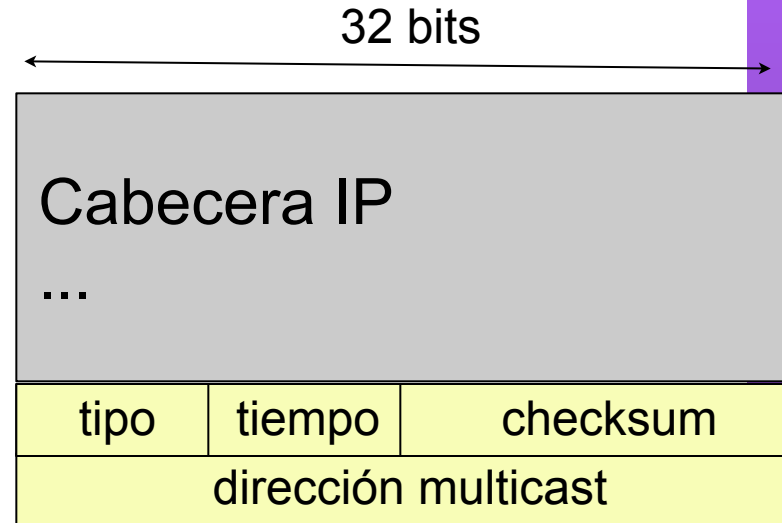 32 bits
Cabecera IP
...
tipo tiempo checksum
dirección multicast